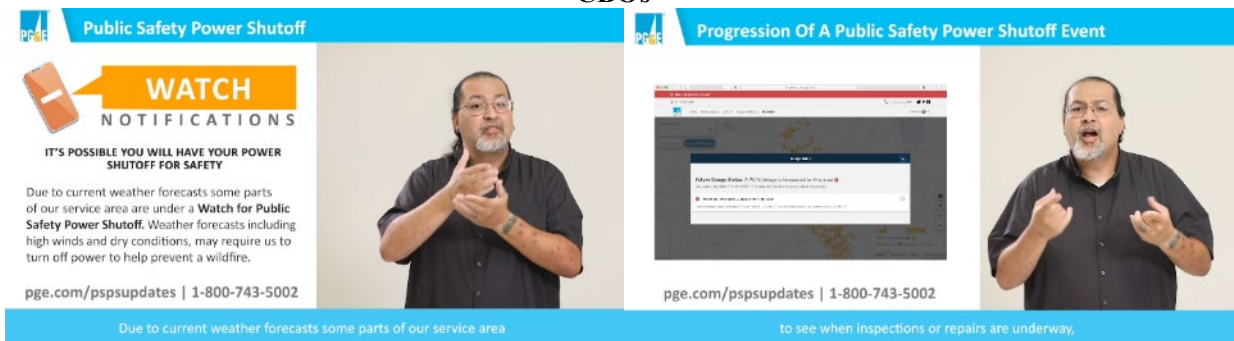 CBOs
PG&E
Public Safety Power Shutoff
WATCH
NOTIFICATIONS
IT'S POSSIBLE YOU WILL HAVE YOUR POWER
SHUTOFF FOR SAFETY
Due to current weather forecasts some parts
of our service area are under a Watch for Public
Safety Power Shutoff. Weather forecasts including
high winds and dry conditions, may require us to
turn off power to help prevent a wildfire.
pge.com/pspsupdates | 1-800-743-5002
Due to current weather forecasts some parts of our service area
PG&E
Progression Of A Public Safety Power Shutoff Event
pge.com/pspsupdates | 1-800-743-5002
to see when inspections or repairs are underway,